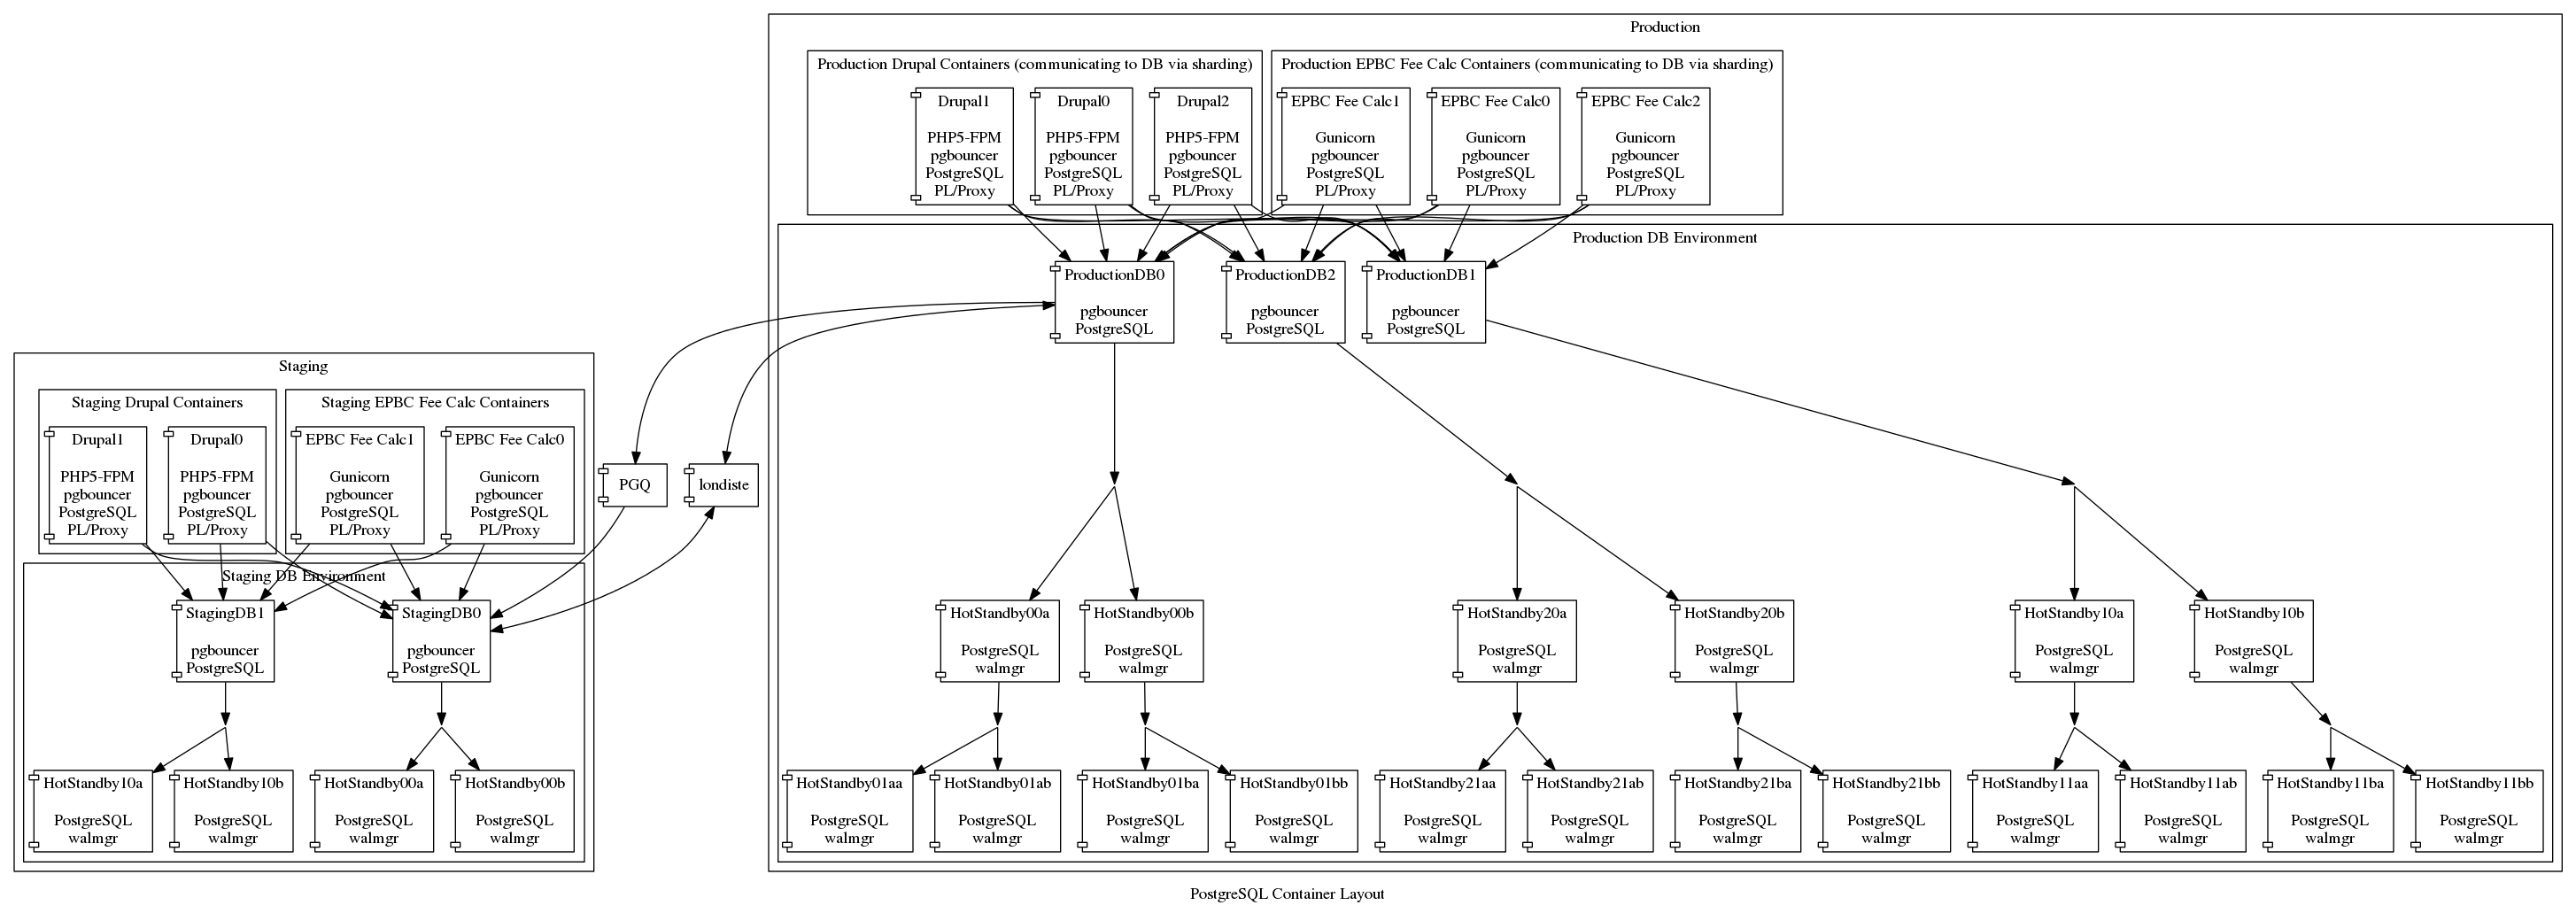 Production
Production Drupal Containers (communicating to DB via sharding)
Drupal1
PHP5-FPM
pgbouncer
PostgreSQL
PL/Proxy
Drupal0
PHP5-FPM
pgbouncer
PostgreSQL
PL/Proxy
Drupal2
PHP5-FPM
pgbouncer
PostgreSQL
PL/Proxy
Production EPBC Fee Calc Containers (communicating to DB via sharding)
EPBC Fee Calc1
Gunicorn
pgbouncer
PostgreSQL
PL/Proxy
EPBC Fee Calc0
Gunicorn
pgbouncer
PostgreSQL
PL/Proxy
EPBC Fee Calc2
Gunicorn
pgbouncer
PostgreSQL
PL/Proxy
Production DB Environment
ProductionDB0
pgbouncer
PostgreSQL
ProductionDB2
pgbouncer
PostgreSQL
ProductionDB1
pgbouncer
PostgreSQL
Staging
Staging Drupal Containers
Drupal1
PHP5-FPM
pgbouncer
PostgreSQL
PL/Proxy
Drupal0
PHP5-FPM
pgbouncer
PostgreSQL
PL/Proxy
Staging EPBC Fee Calc Containers
EPBC Fee Calc1
Gunicorn
pgbouncer
PostgreSQL
PL/Proxy
EPBC Fee Calc0
Gunicorn
pgbouncer
PostgreSQL
PL/Proxy
PGQ
londiste
Staging DB Environment
StagingDB1
pgbouncer
PostgreSQL
StagingDB0
pgbouncer
PostgreSQL
HotStandby00a
PostgreSQL
walmgr
HotStandby00b
PostgreSQL
walmgr
HotStandby20a
PostgreSQL
walmgr
HotStandby20b
PostgreSQL
walmgr
HotStandby10a
PostgreSQL
walmgr
HotStandby10b
PostgreSQL
walmgr
HotStandby10a
PostgreSQL
walmgr
HotStandby10b
PostgreSQL
walmgr
HotStandby00a
PostgreSQL
walmgr
HotStandby00b
PostgreSQL
walmgr
HotStandby01aa
PostgreSQL
walmgr
HotStandby01ab
PostgreSQL
walmgr
HotStandby01ba
PostgreSQL
walmgr
HotStandby01bb
PostgreSQL
walmgr
HotStandby21aa
PostgreSQL
walmgr
HotStandby21ab
PostgreSQL
walmgr
HotStandby21ba
PostgreSQL
walmgr
HotStandby21bb
PostgreSQL
walmgr
HotStandby11aa
PostgreSQL
walmgr
HotStandby11ab
PostgreSQL
walmgr
HotStandby11ba
PostgreSQL
walmgr
HotStandby11bb
PostgreSQL
walmgr
PostgreSQL Container Layout